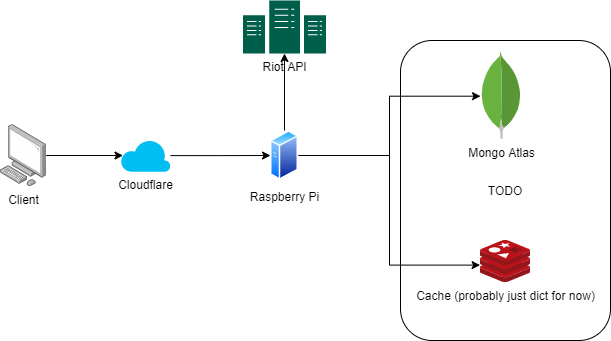 Riot API
Client
Cloudflare
Raspberry Pi
Mongo Atlas
TODO
Cache (probably just dict for now)